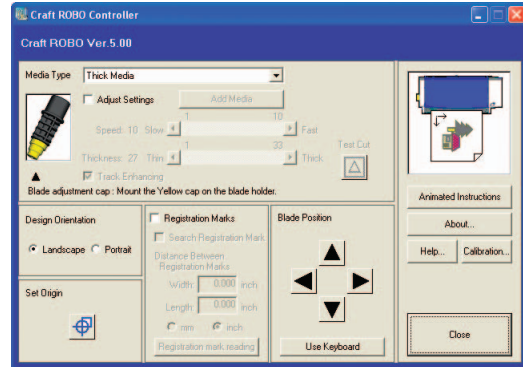 Craft ROBO Controller
Craft ROBO Ver.5.00
Media Type Thick Media
Adjust Settings Add Media
1 10
Speed: 10 Slow Fast
1 33
Thickness: 27 Thin Thick
Test Cut
Track Enhancing
Blade adjustment cap : Mount the Yellow cap on the blade holder.
Design Orientation
Landscape Portrait
Set Origin
Registration Marks
Search Registration Mark
Distance Between
Registration Marks
Width: 0.000 inch
Length: 0.000 inch
mm inch
Registration mark reading
Blade Position
Use Keyboard
Animated Instructions
About...
Help... Calibration...
Close